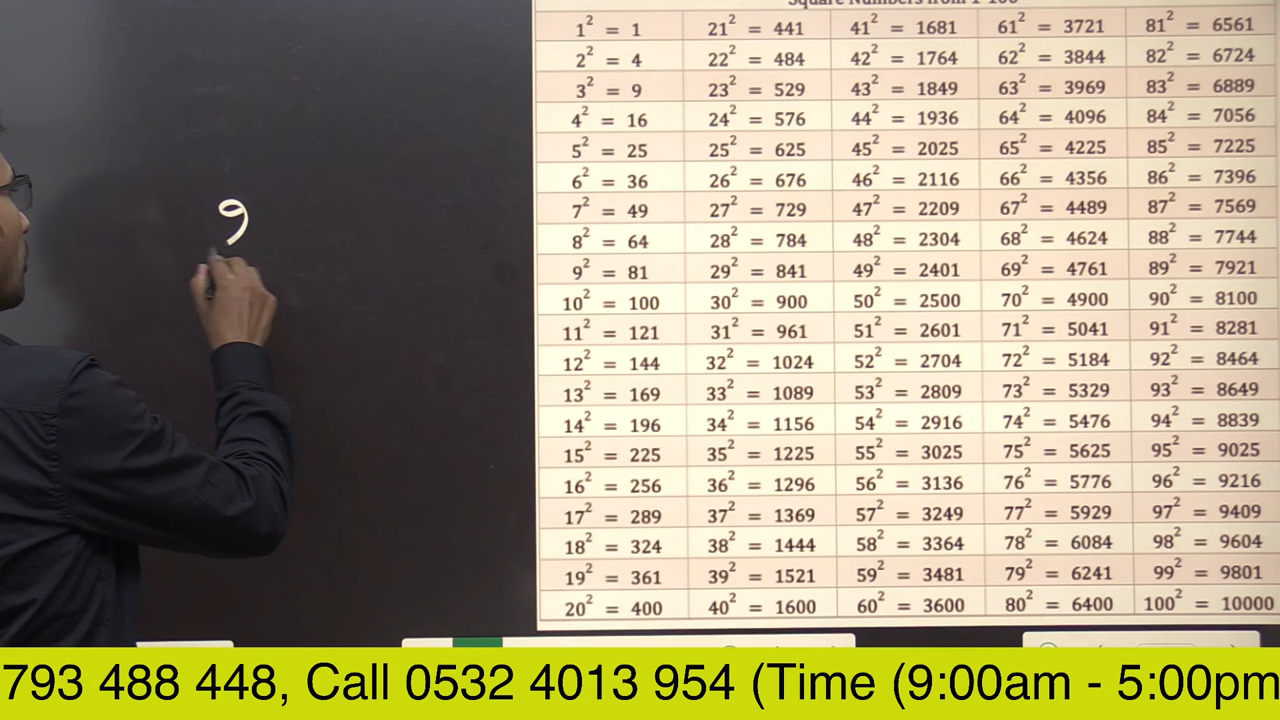 9
1² = 1 21² = 441 41² = 1681 61² = 3721 81² = 6561
2² = 4 22² = 484 42² = 1764 62² = 3844 82² = 6724
3² = 9 23² = 529 43² = 1849 63² = 3969 83² = 6889
4² = 16 24² = 576 44² = 1936 64² = 4096 84² = 7056
5² = 25 25² = 625 45² = 2025 65² = 4225 85² = 7225
6² = 36 26² = 676 46² = 2116 66² = 4356 86² = 7396
7² = 49 27² = 729 47² = 2209 67² = 4489 87² = 7569
8² = 64 28² = 784 48² = 2304 68² = 4624 88² = 7744
9² = 81 29² = 841 49² = 2401 69² = 4761 89² = 7921
10² = 100 30² = 900 50² = 2500 70² = 4900 90² = 8100
11² = 121 31² = 961 51² = 2601 71² = 5041 91² = 8281
12² = 144 32² = 1024 52² = 2704 72² = 5184 92² = 8464
13² = 169 33² = 1089 53² = 2809 73² = 5329 93² = 8649
14² = 196 34² = 1156 54² = 2916 74² = 5476 94² = 8839
15² = 225 35² = 1225 55² = 3025 75² = 5625 95² = 9025
16² = 256 36² = 1296 56² = 3136 76² = 5776 96² = 9216
17² = 289 37² = 1369 57² = 3249 77² = 5929 97² = 9409
18² = 324 38² = 1444 58² = 3364 78² = 6084 98² = 9604
19² = 361 39² = 1521 59² = 3481 79² = 6241 99² = 9801
20² = 400 40² = 1600 60² = 3600 80² = 6400 100² = 10000
793 488 448, Call 0532 4013 954 (Time (9:00am - 5:00pm